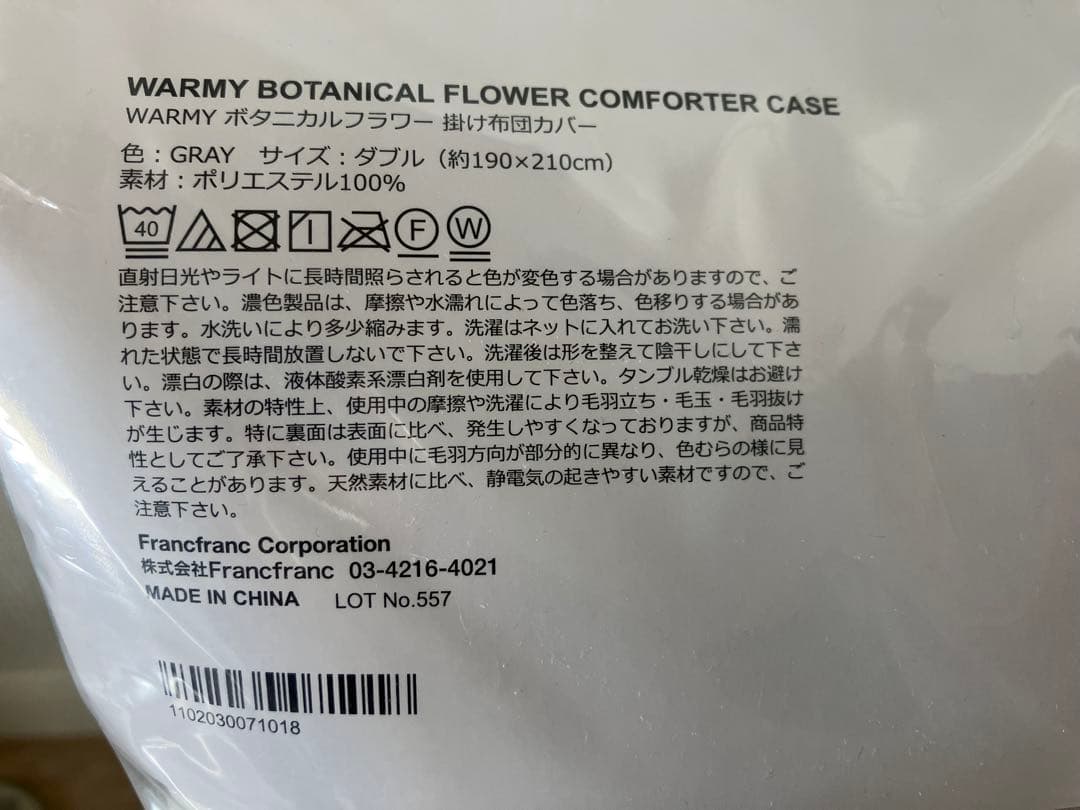 WARMY BOTANICAL FLOWER COMFORTER CASE
WARMY ボタニカルフラワー 掛け布団カバー
色：GRAY　サイズ：ダブル（約190×210cm）
素材：ポリエステル100%
40 F W
直射日光やライトに長時間照らされると色が変色する場合がありますので、ご
注意下さい。濃色製品は、摩擦や水濡れによって色落ち、色移りする場合があ
ります。水洗いにより多少縮みます。洗濯はネットに入れてお洗い下さい。濡
れた状態で長時間放置しないで下さい。洗濯後は形を整えて陰干しにして下さ
い。漂白の際は、液体酸素系漂白剤を使用して下さい。タンブル乾燥はお避け
下さい。素材の特性上、使用中の摩擦や洗濯により毛羽立ち・毛玉・毛羽抜け
が生じます。特に裏面は表面に比べ、発生しやすくなっておりますが、商品特
性としてご了承下さい。使用中に毛羽方向が部分的に異なり、色むらの様に見
えることがあります。天然素材に比べ、静電気の起きやすい素材ですので、ご
注意下さい。
Francfranc Corporation
株式会社Francfranc 03-4216-4021
MADE IN CHINA LOT No.557
1102030071018